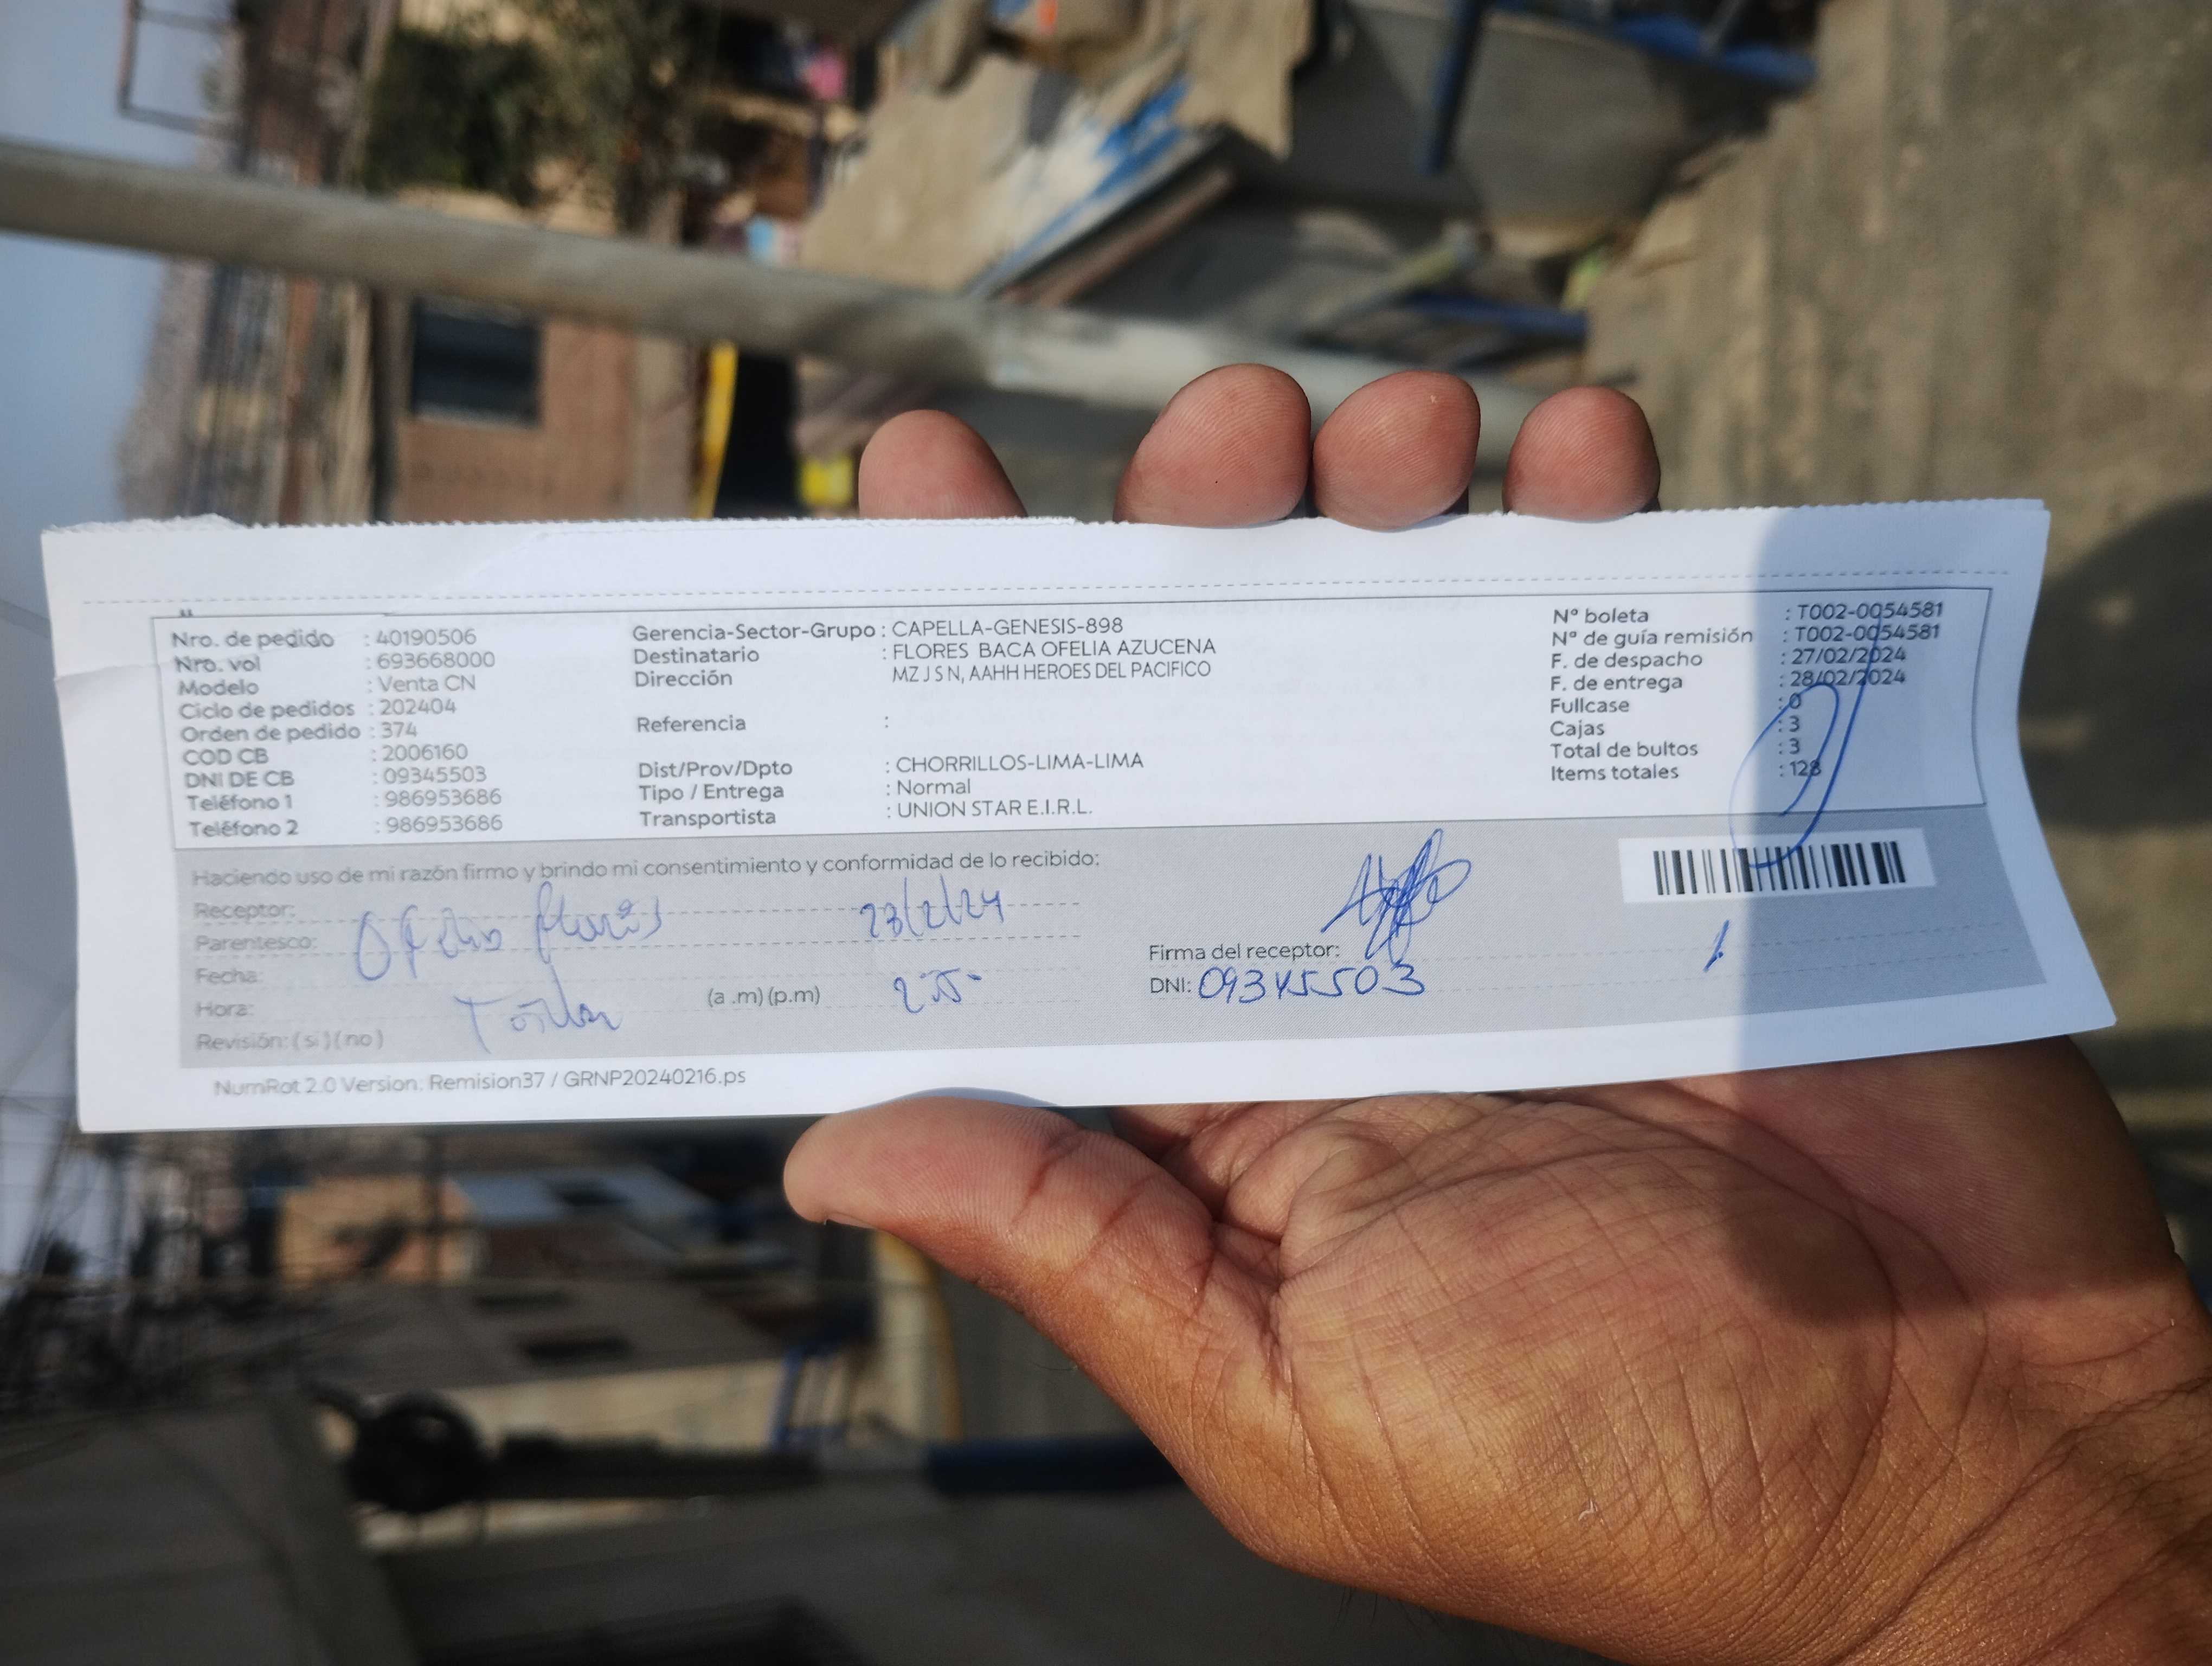 Nro. de pedido : 40190506
Nro. vol : 693668000
Modelo : Venta CN
Ciclo de pedidos : 202404
Orden de pedido : 374
COD CB : 2006160
DNI DE CB : 09345503
Teléfono 1 : 986953686
Teléfono 2 : 986953686
Gerencia-Sector-Grupo : CAPELLA-GENESIS-898
Destinatario : FLORES BACA OFELIA AZUCENA
Dirección MZ J S N, AAHH HEROES DEL PACIFICO
Referencia :
Dist/Prov/Dpto : CHORRILLOS-LIMA-LIMA
Tipo / Entrega : Normal
Transportista : UNION STAR E.I.R.L.
Nº boleta : T002-0054581
Nº de guía remisión : T002-0054581
F. de despacho : 27/02/2024
F. de entrega : 28/02/2024
Fullcase : 0
Cajas : 3
Total de bultos : 3
Items totales : 128
Haciendo uso de mi razón firmo y brindo mi consentimiento y conformidad de lo recibido:
Receptor:
Parentesco:
Fecha:
Hora: (a .m) (p.m)
Revisión: ( si ) ( no )
Firma del receptor:
DNI: 09345503
NumRot 2.0 Version: Remision37 / GRNP20240216.ps